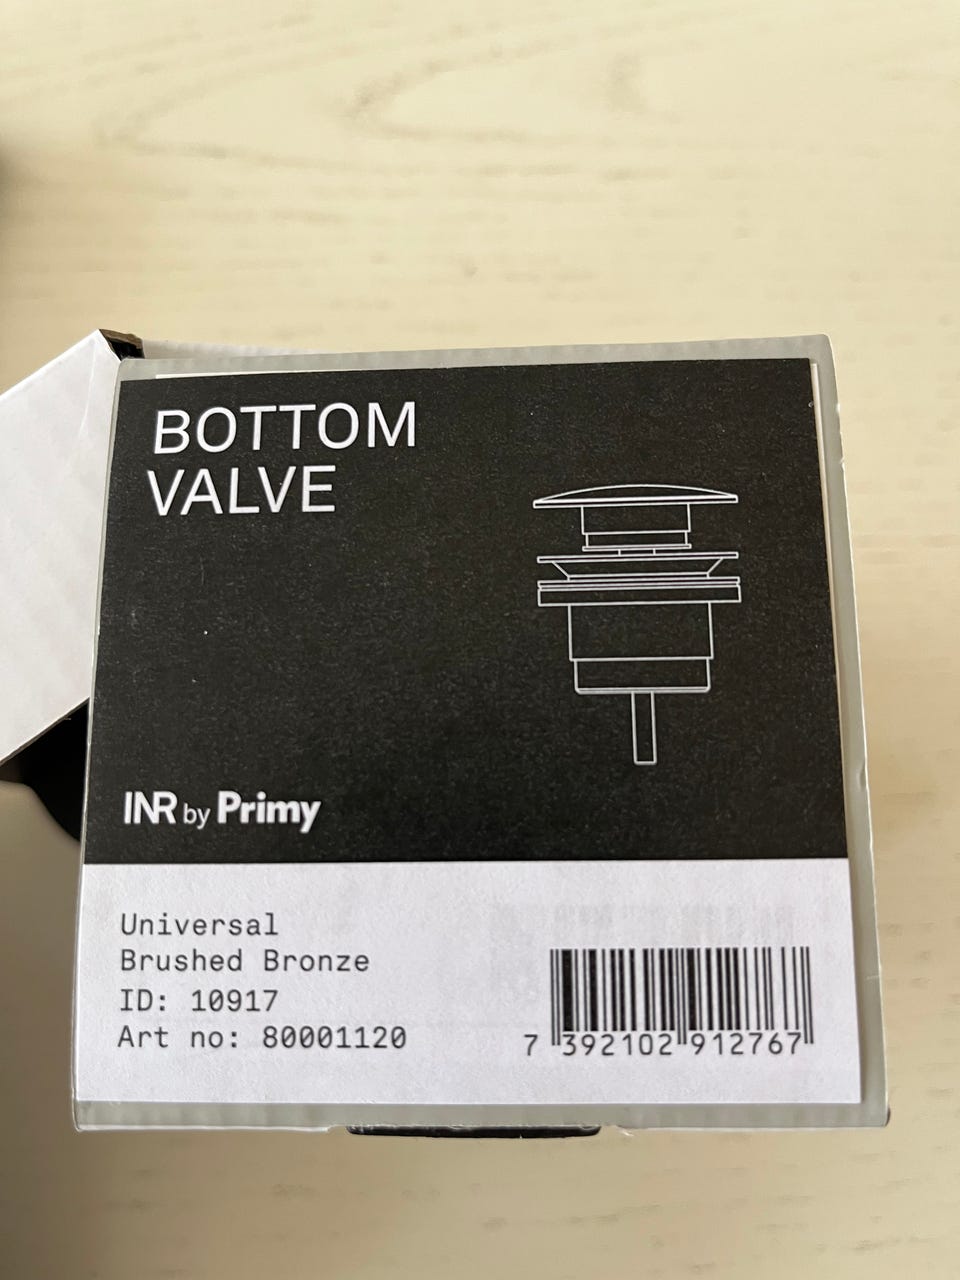 BOTTOM
VALVE
INR by Primy
Universal
Brushed Bronze
ID: 10917
Art no: 80001120
7 392102 912767